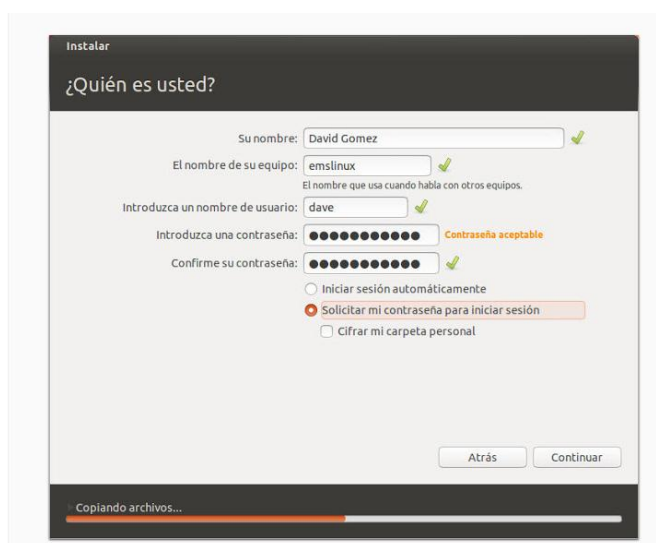 Instalar
¿Quién es usted?
Su nombre: David Gomez
El nombre de su equipo: emslinux
El nombre que usa cuando habla con otros equipos.
Introduzca un nombre de usuario: dave
Introduzca una contraseña: ●●●●●●●●●●● Contraseña aceptable
Confirme su contraseña: ●●●●●●●●●●●
Iniciar sesión automáticamente
Solicitar mi contraseña para iniciar sesión
Cifrar mi carpeta personal
Atrás Continuar
Copiando archivos...